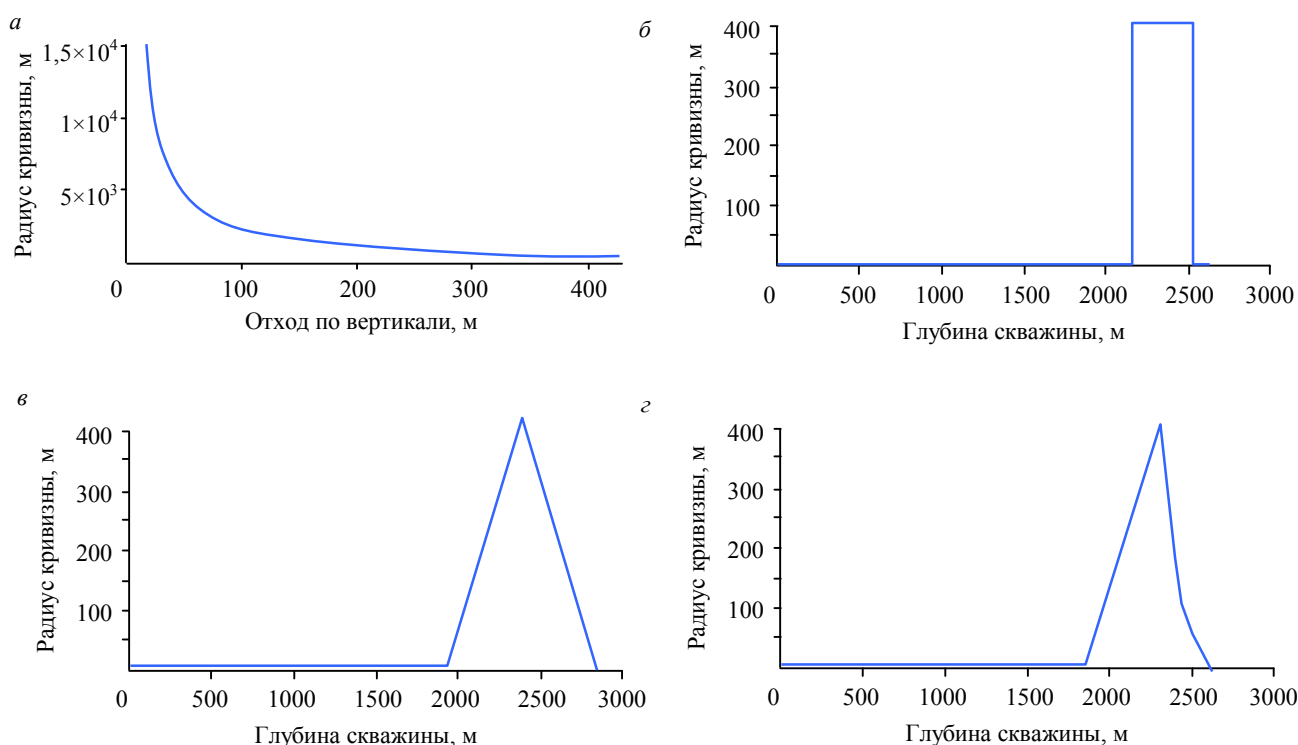 а
Радиус кривизны, м
1,5×10⁴
1×10⁴
5×10³
0 100 200 300 400
Отход по вертикали, м
б
Радиус кривизны, м
400
300
200
100
0 500 1000 1500 2000 2500 3000
Глубина скважины, м
в
Радиус кривизны, м
400
300
200
100
0 500 1000 1500 2000 2500 3000
Глубина скважины, м
г
Радиус кривизны, м
400
300
200
100
0 500 1000 1500 2000 2500 3000
Глубина скважины, м